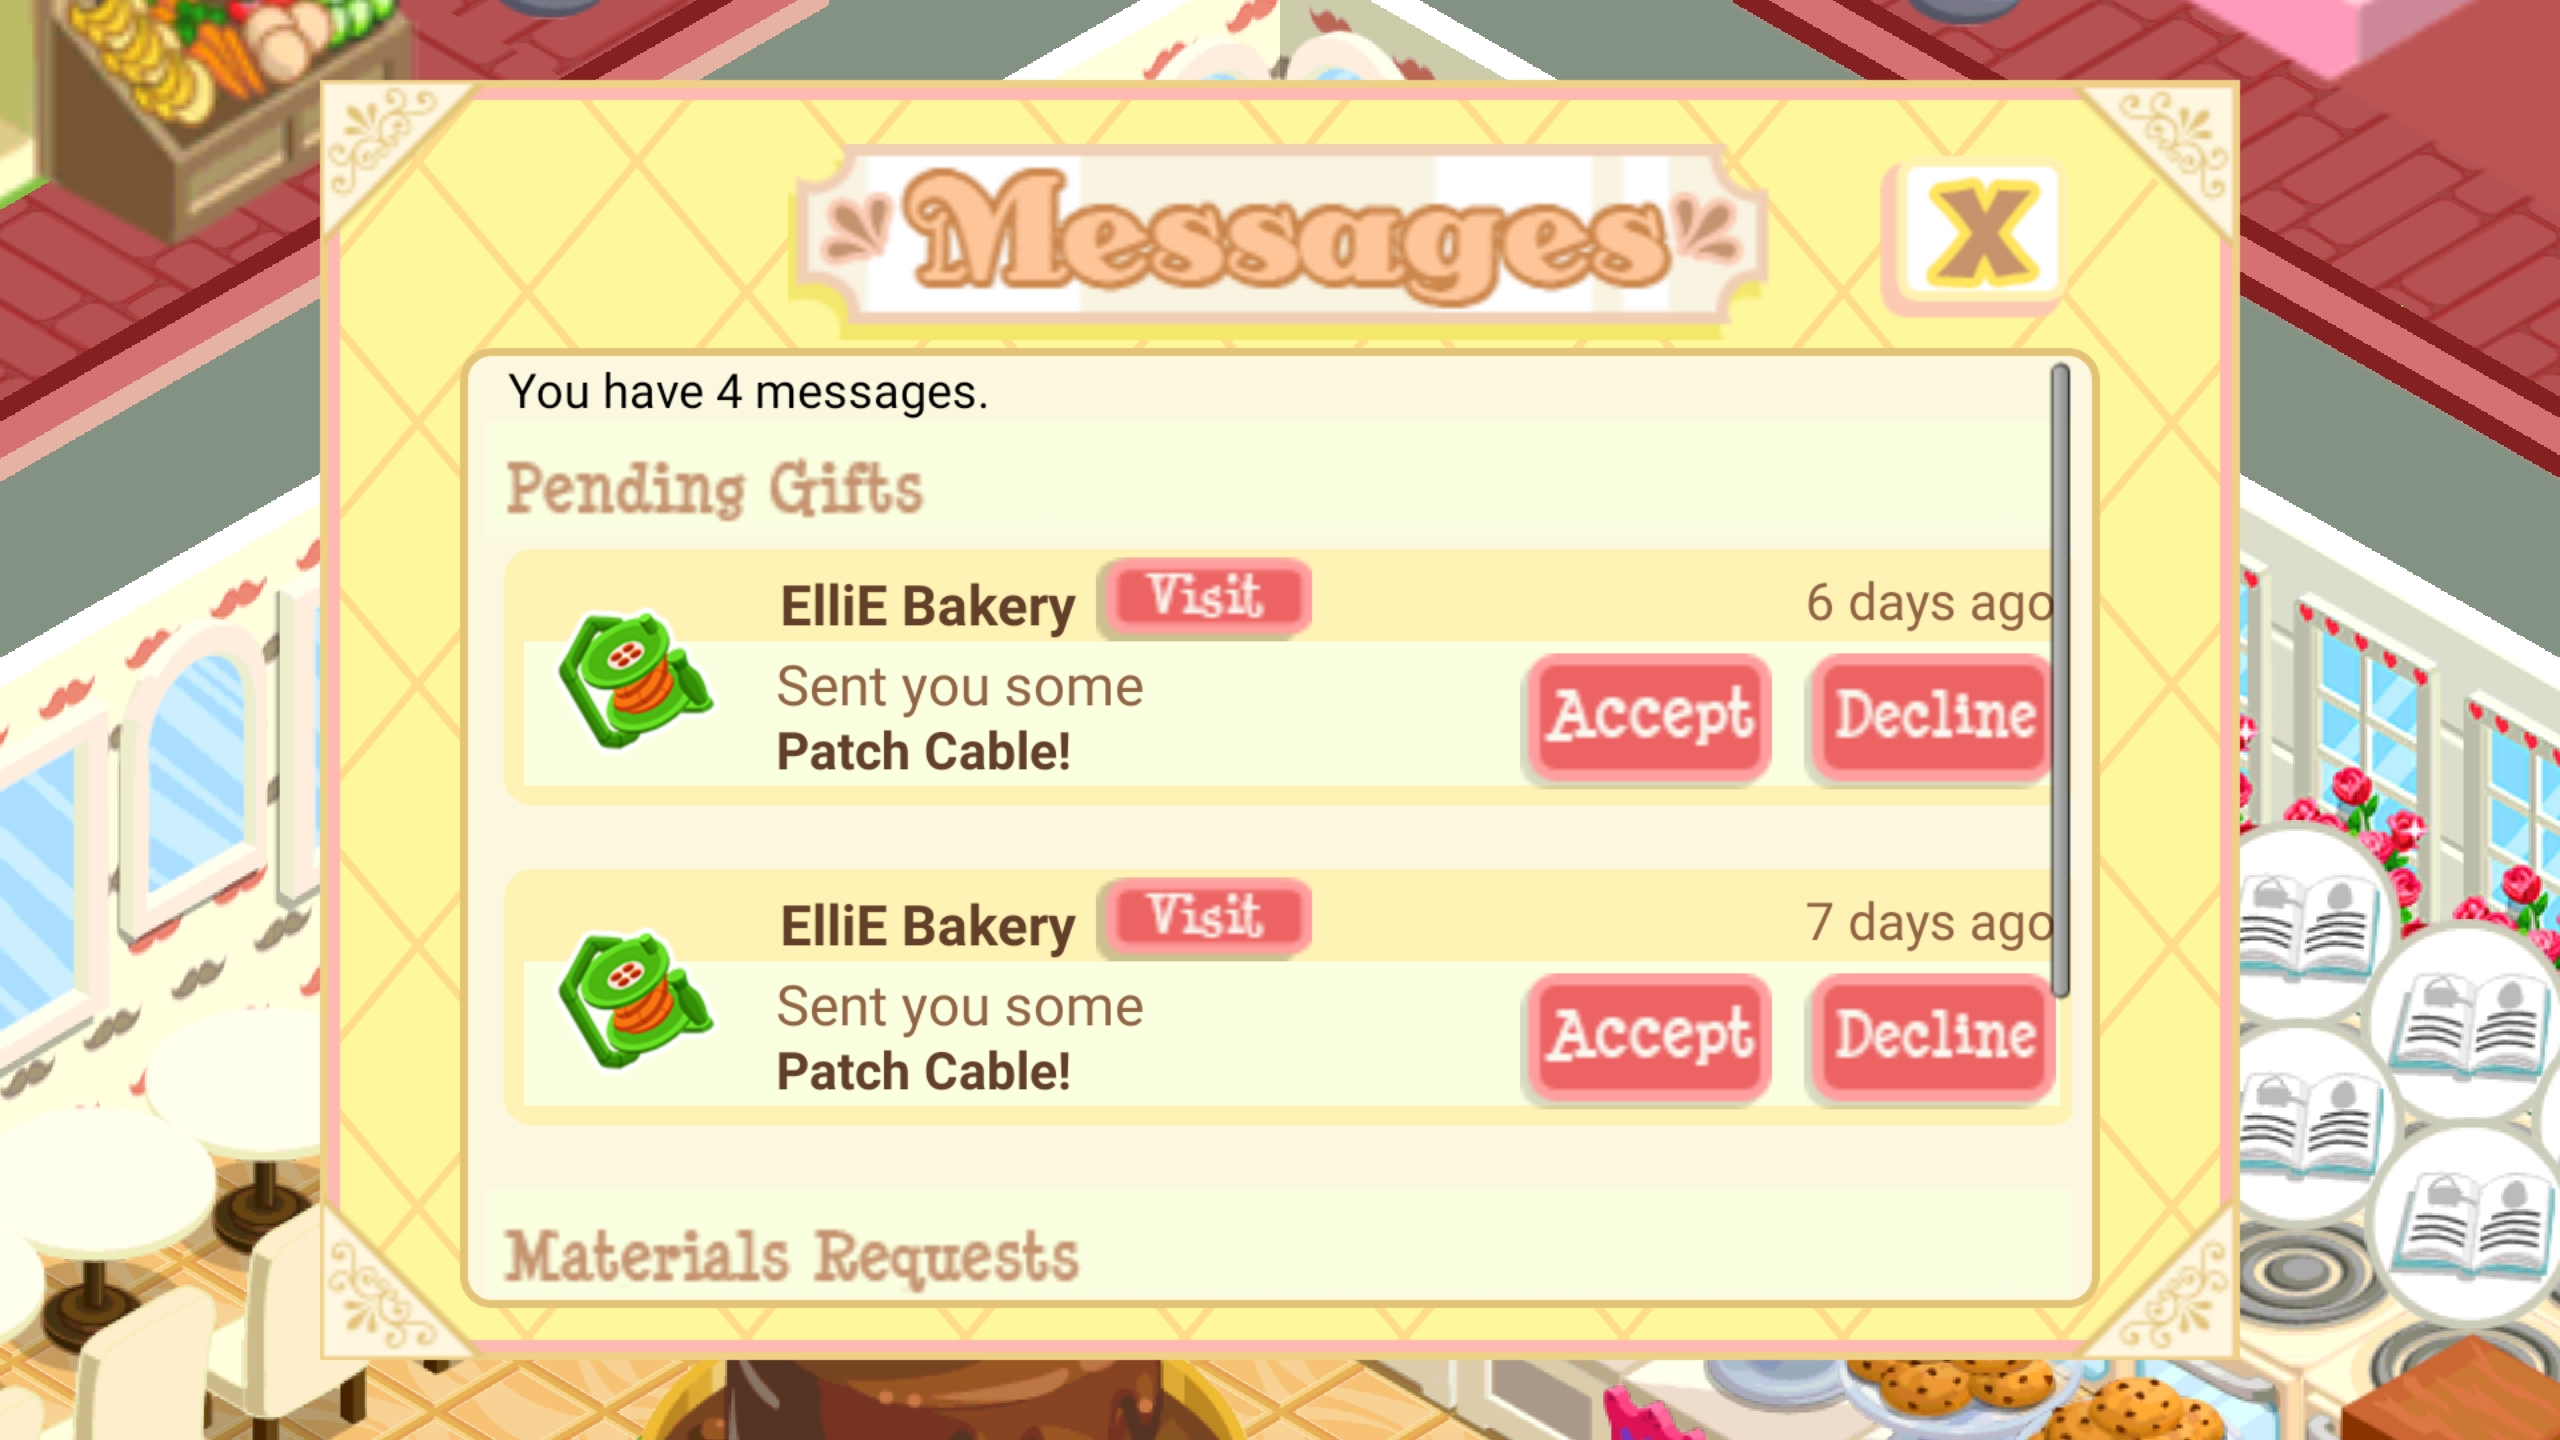 Messages
X
You have 4 messages.
Pending Gifts
ElliE Bakery Visit 6 days ago
Sent you some
Patch Cable!
Accept Decline
ElliE Bakery Visit 7 days ago
Sent you some
Patch Cable!
Accept Decline
Materials Requests